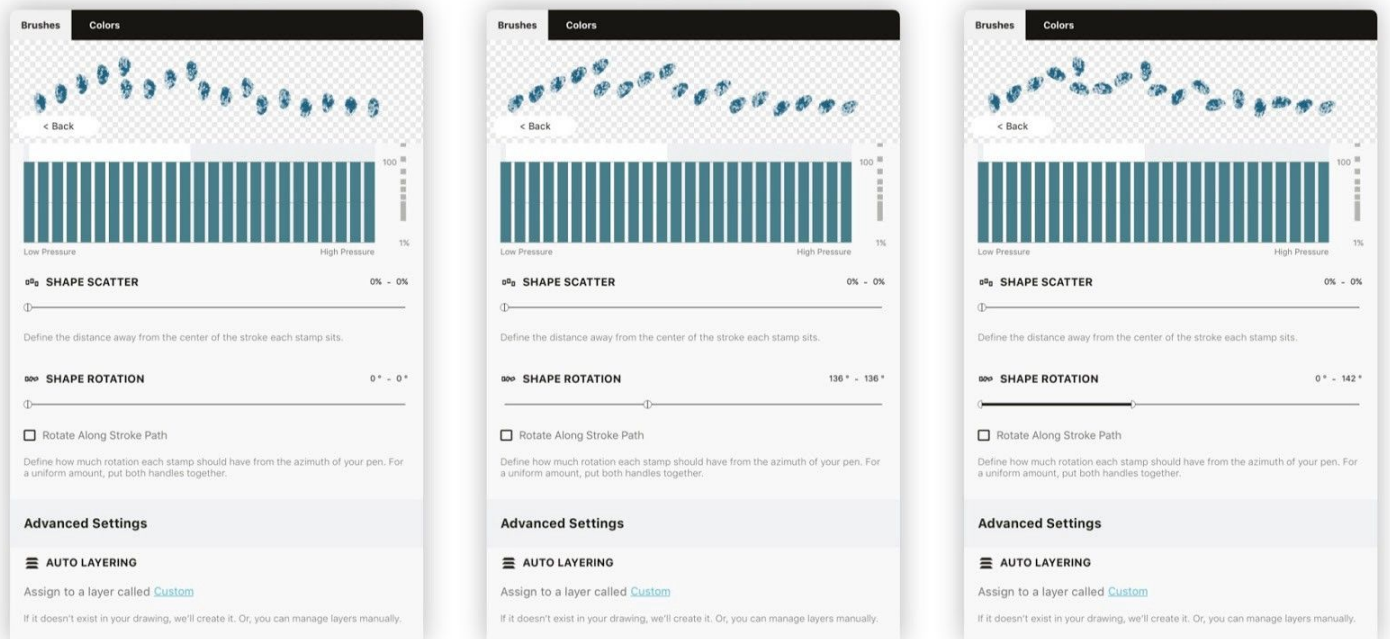 Brushes
Colors
< Back
100
1%
Low Pressure
High Pressure
SHAPE SCATTER
0% - 0%
Define the distance away from the center of the stroke each stamp sits.
SHAPE ROTATION
0° - 0°
Rotate Along Stroke Path
Define how much rotation each stamp should have from the azimuth of your pen. For
a uniform amount, put both handles together.
Advanced Settings
AUTO LAYERING
Assign to a layer called Custom
If it doesn't exist in your drawing, we'll create it. Or, you can manage layers manually.
Brushes
Colors
< Back
100
1%
Low Pressure
High Pressure
SHAPE SCATTER
0% - 0%
Define the distance away from the center of the stroke each stamp sits.
SHAPE ROTATION
136° - 136°
Rotate Along Stroke Path
Define how much rotation each stamp should have from the azimuth of your pen. For
a uniform amount, put both handles together.
Advanced Settings
AUTO LAYERING
Assign to a layer called Custom
If it doesn't exist in your drawing, we'll create it. Or, you can manage layers manually.
Brushes
Colors
< Back
100
1%
Low Pressure
High Pressure
SHAPE SCATTER
0% - 0%
Define the distance away from the center of the stroke each stamp sits.
SHAPE ROTATION
0° - 142°
Rotate Along Stroke Path
Define how much rotation each stamp should have from the azimuth of your pen. For
a uniform amount, put both handles together.
Advanced Settings
AUTO LAYERING
Assign to a layer called Custom
If it doesn't exist in your drawing, we'll create it. Or, you can manage layers manually.